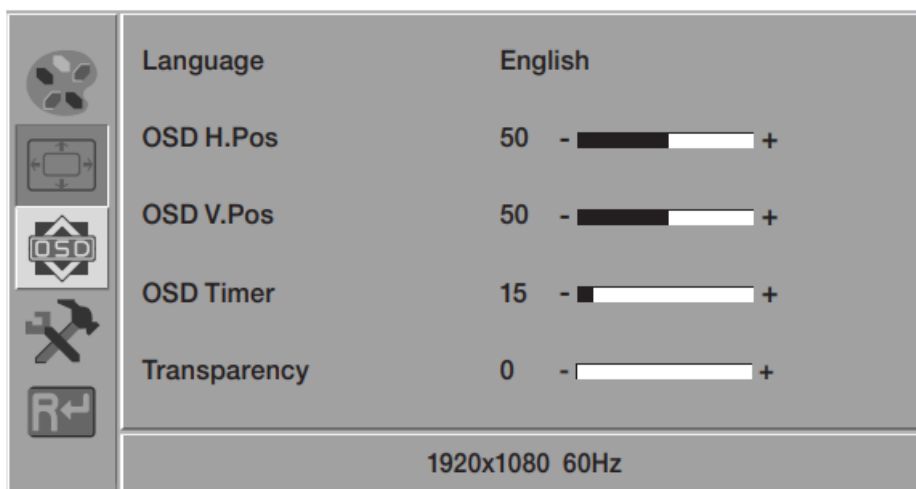 Language English
OSD H.Pos 50 - +
OSD V.Pos 50 - +
OSD
OSD Timer 15 - +
Transparency 0 - +
R
1920x1080 60Hz